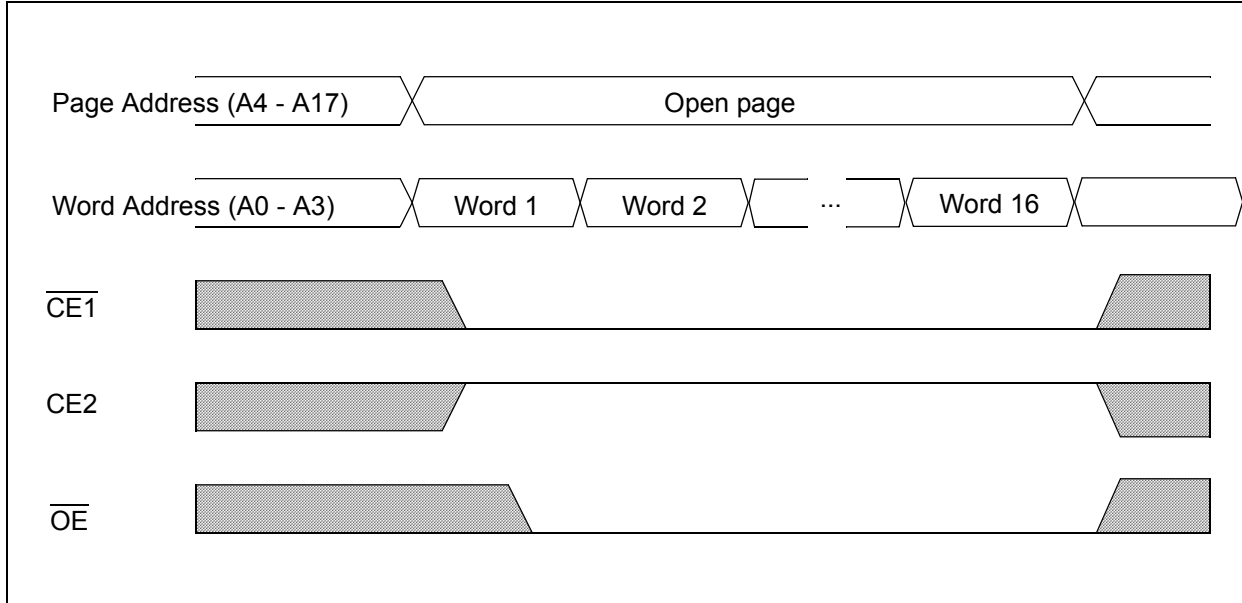 Page Address (A4 - A17)
Open page
Word Address (A0 - A3)
Word 1
Word 2
...
Word 16
CE1
CE2
OE